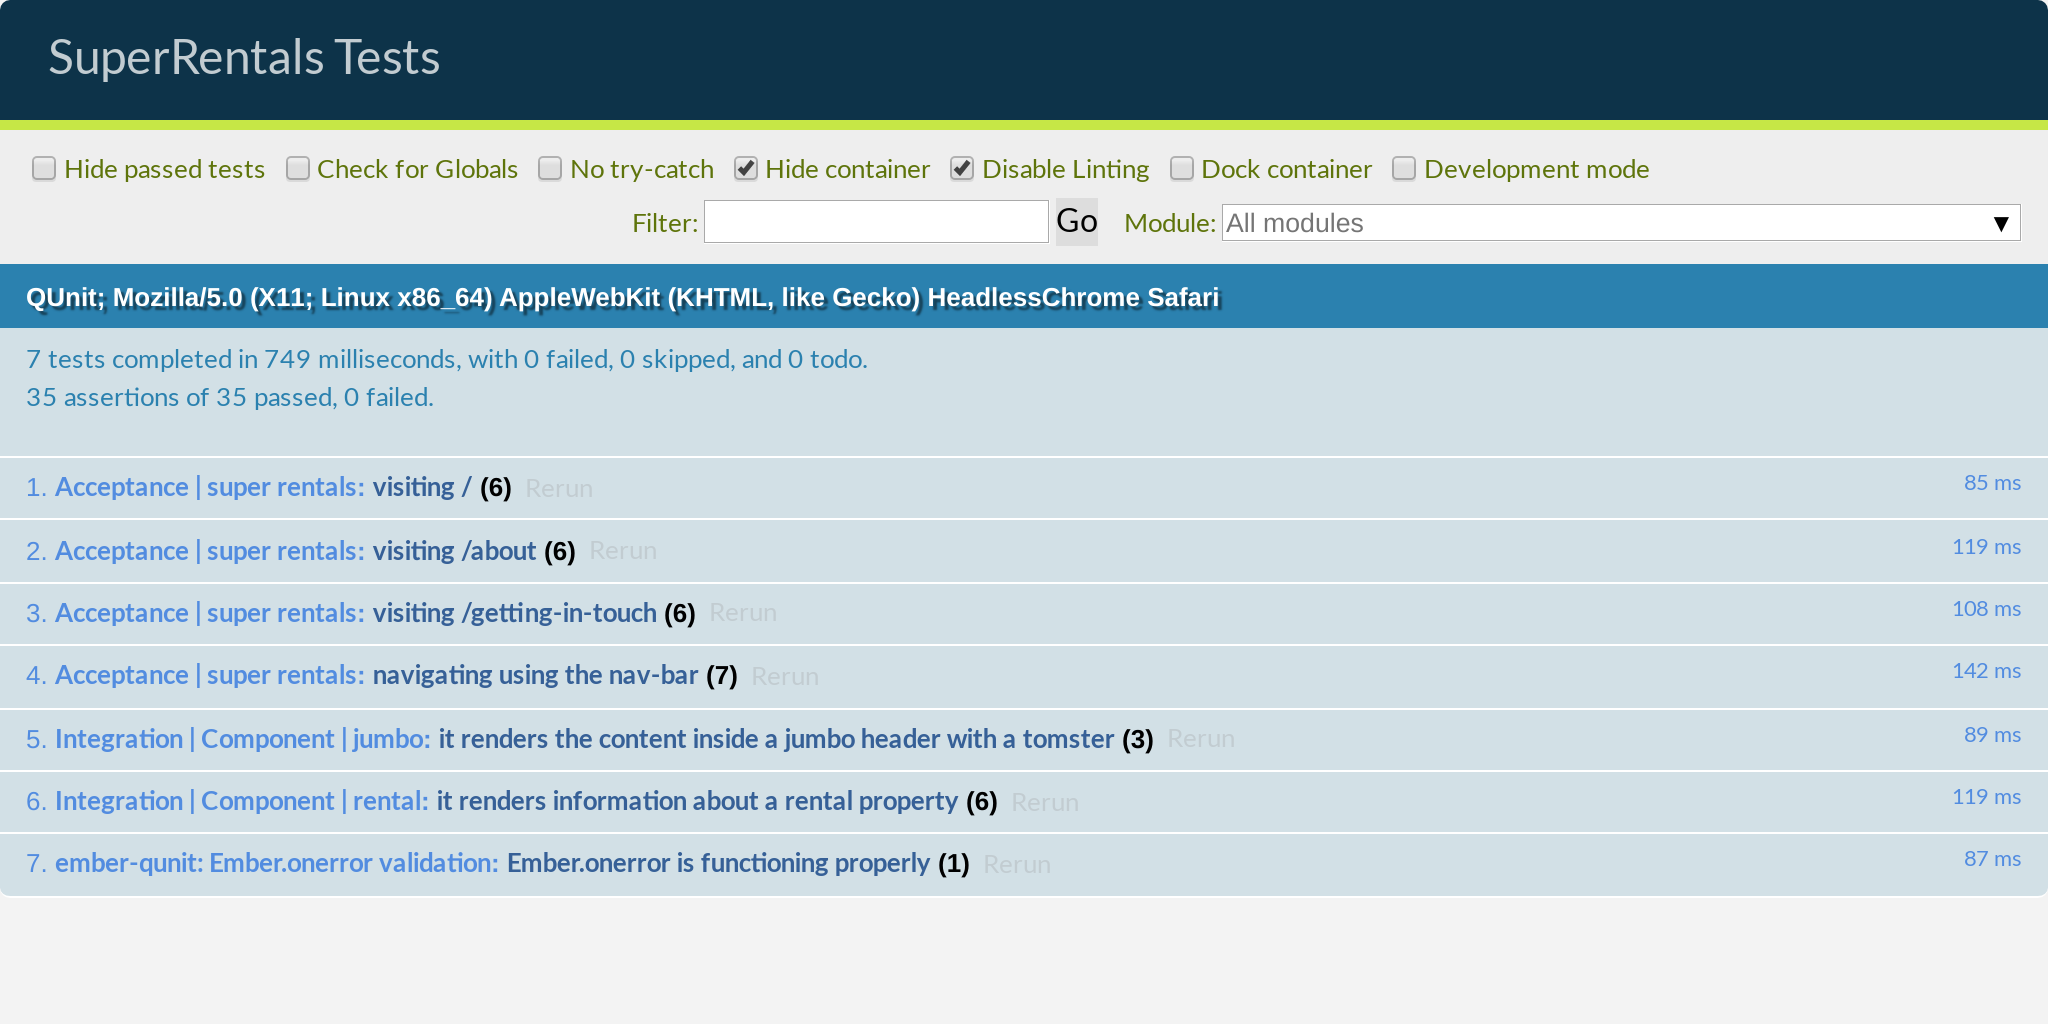 SuperRentals Tests
Hide passed tests Check for Globals No try-catch Hide container Disable Linting Dock container Development mode
Filter: Go Module: All modules ▼
QUnit; Mozilla/5.0 (X11; Linux x86_64) AppleWebKit (KHTML, like Gecko) HeadlessChrome Safari
7 tests completed in 749 milliseconds, with 0 failed, 0 skipped, and 0 todo.
35 assertions of 35 passed, 0 failed.
1. Acceptance | super rentals: visiting / (6) Rerun 85 ms
2. Acceptance | super rentals: visiting /about (6) Rerun 119 ms
3. Acceptance | super rentals: visiting /getting-in-touch (6) Rerun 108 ms
4. Acceptance | super rentals: navigating using the nav-bar (7) Rerun 142 ms
5. Integration | Component | jumbo: it renders the content inside a jumbo header with a tomster (3) Rerun 89 ms
6. Integration | Component | rental: it renders information about a rental property (6) Rerun 119 ms
7. ember-qunit: Ember.onerror validation: Ember.onerror is functioning properly (1) Rerun 87 ms